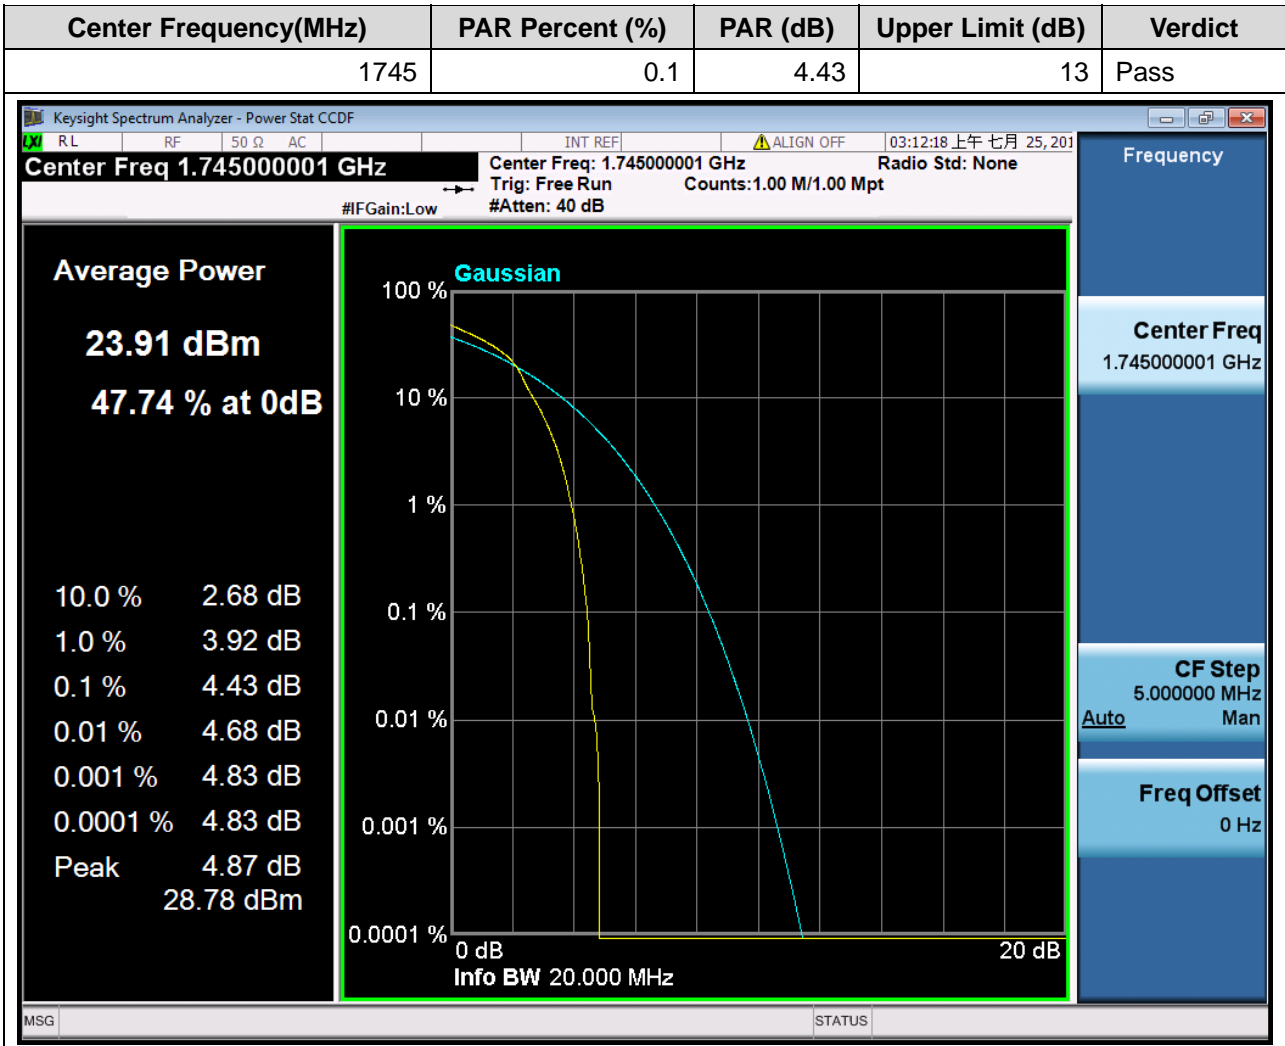 Center Frequency(MHz) PAR Percent (%) PAR (dB) Upper Limit (dB) Verdict
1745 0.1 4.43 13 Pass
Keysight Spectrum Analyzer - Power Stat CCDF
LXI RL RF 50 Ω AC INT REF ALIGN OFF 03:12:18 上午 七月 25, 201
Center Freq 1.745000001 GHz
Center Freq: 1.745000001 GHz Radio Std: None
Trig: Free Run Counts:1.00 M/1.00 Mpt
#IFGain:Low #Atten: 40 dB
Frequency
Average Power
23.91 dBm
47.74 % at 0dB
10.0 % 2.68 dB
1.0 % 3.92 dB
0.1 % 4.43 dB
0.01 % 4.68 dB
0.001 % 4.83 dB
0.0001 % 4.83 dB
Peak 4.87 dB
28.78 dBm
Gaussian
100 %
10 %
1 %
0.1 %
0.01 %
0.001 %
0.0001 %
0 dB 20 dB
Info BW 20.000 MHz
Center Freq
1.745000001 GHz
CF Step
5.000000 MHz
Auto Man
Freq Offset
0 Hz
MSG STATUS